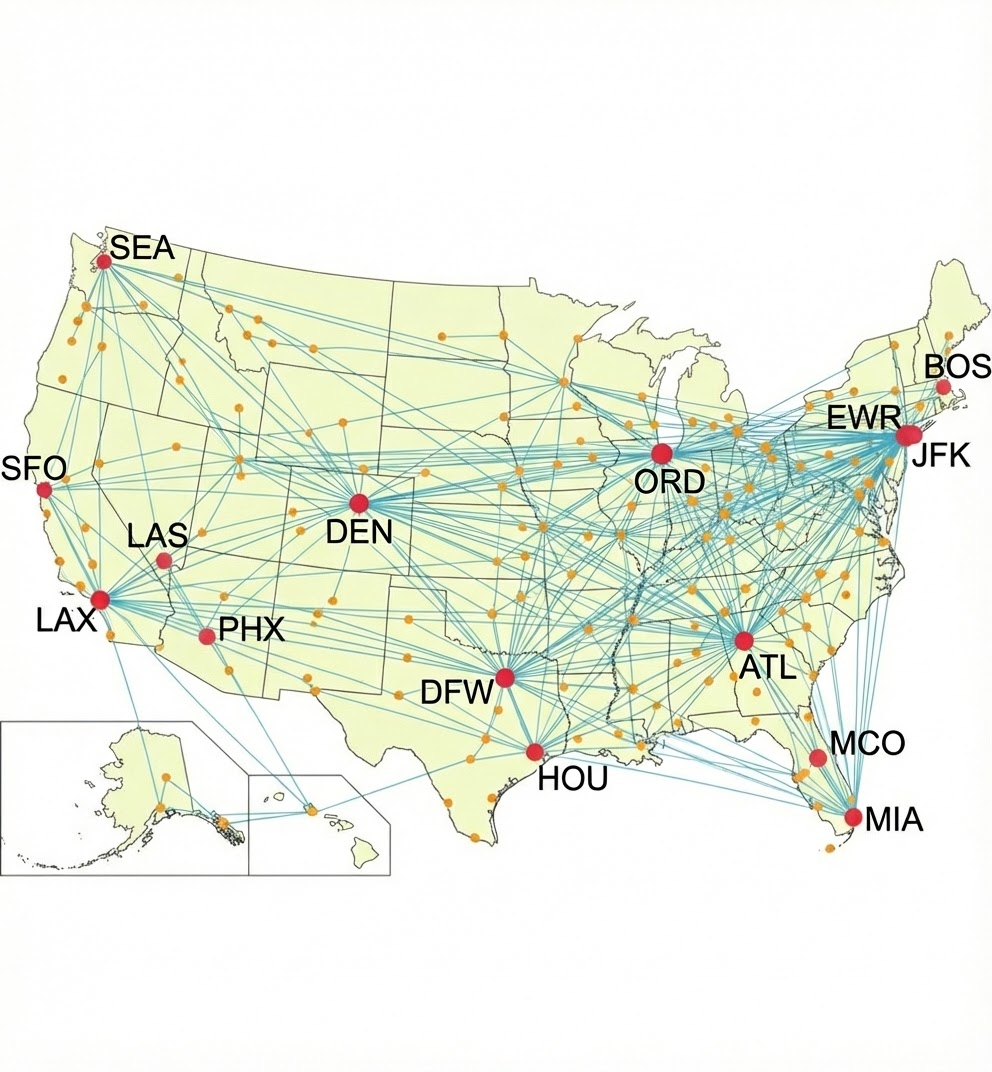 SEA
BOS
EWR
JFK
SFO
ORD
DEN
LAS
LAX
PHX
ATL
DFW
MCO
HOU
MIA